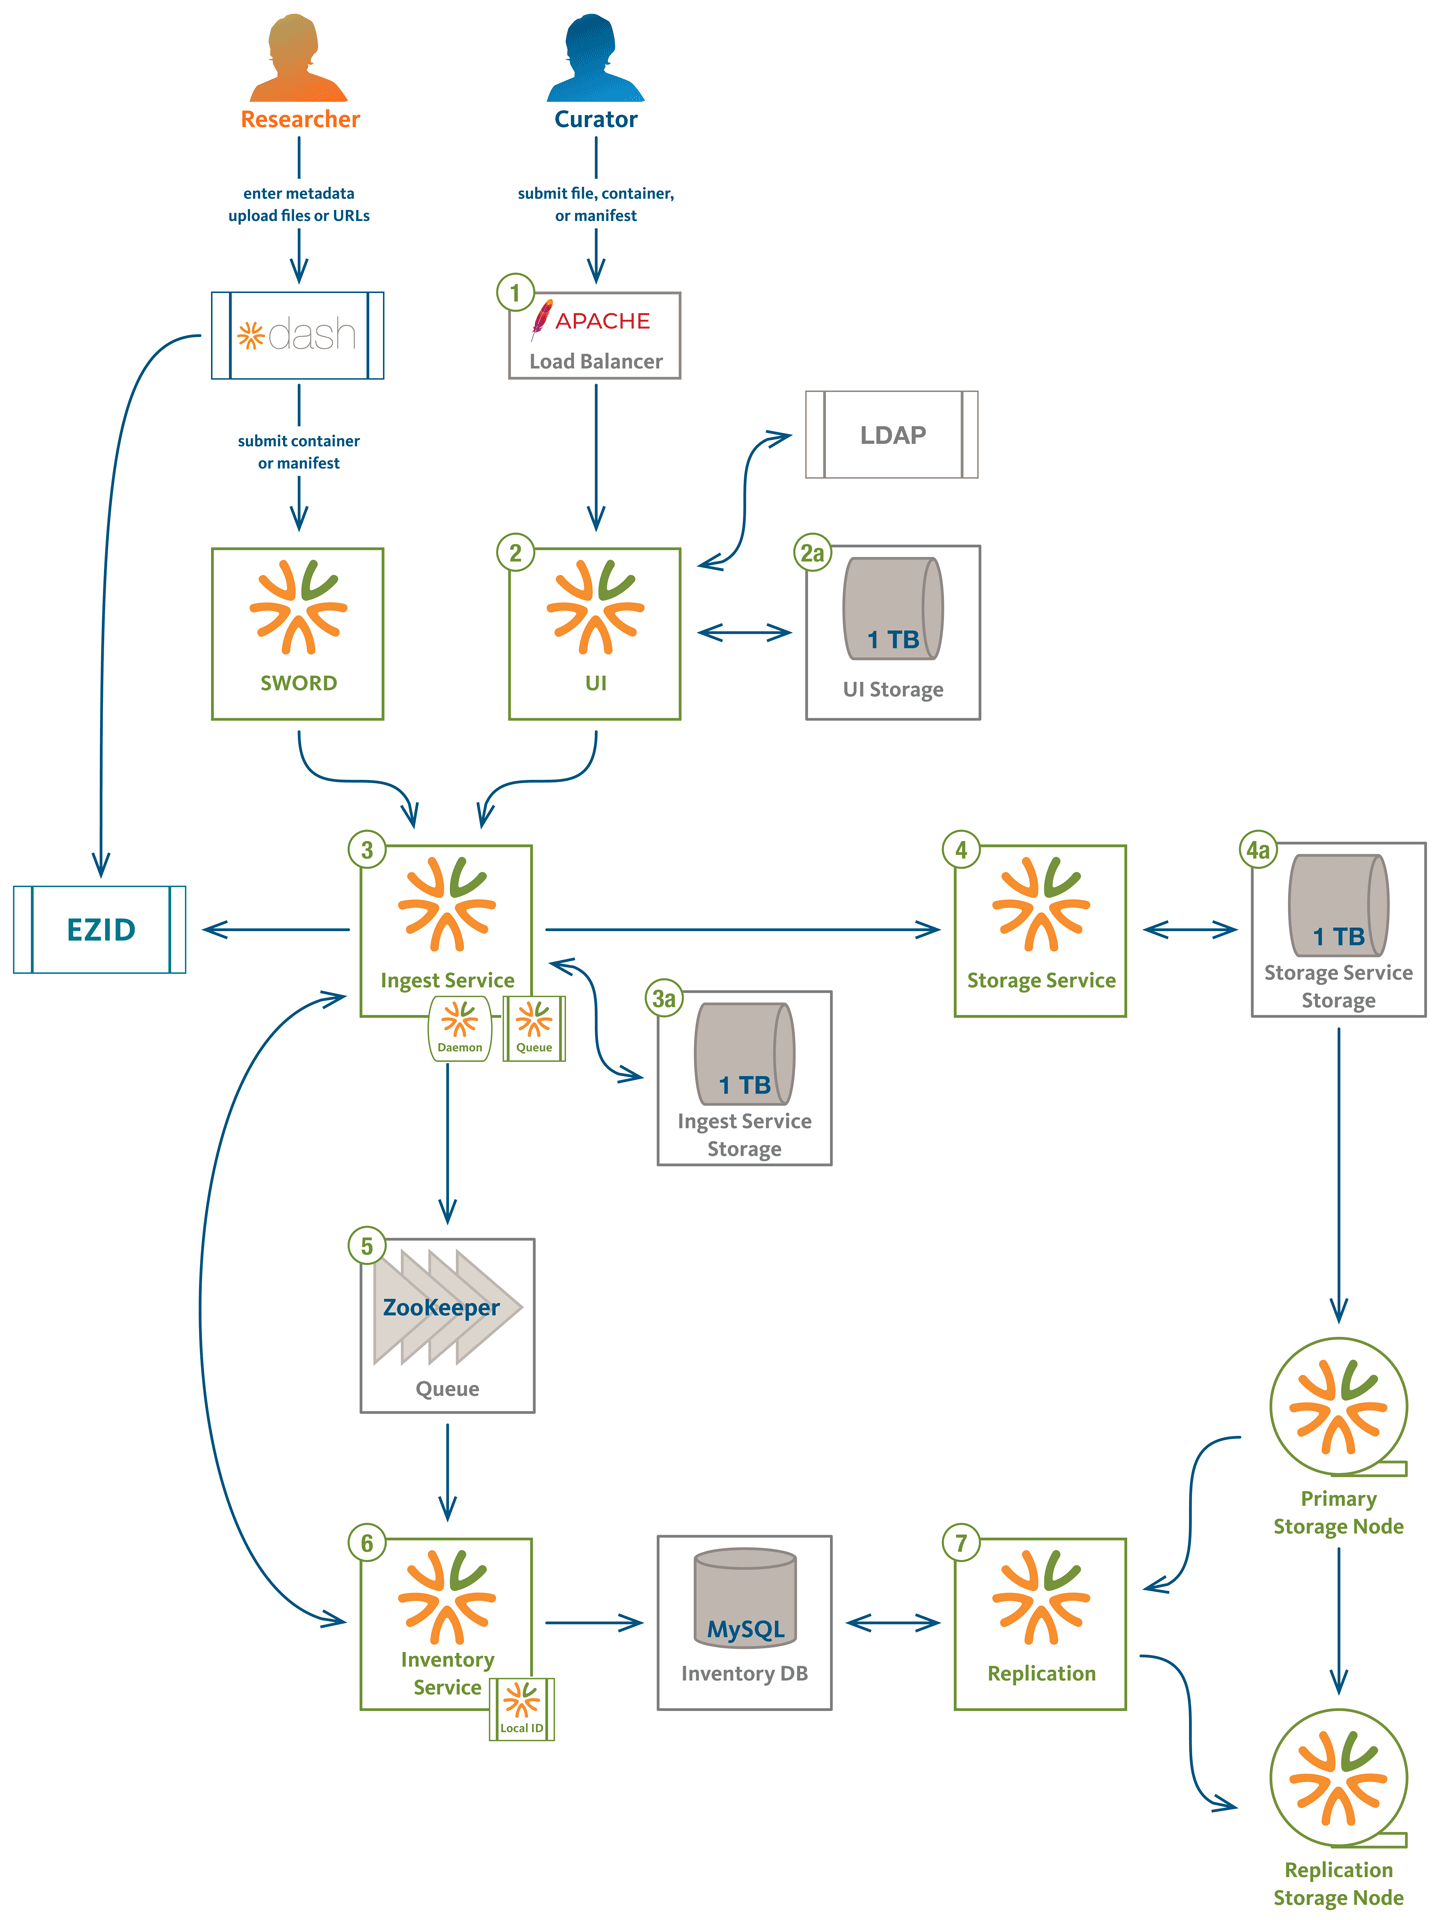 Researcher
Curator
enter metadata
upload files or URLs
submit file, container,
or manifest
dash
1
APACHE
Load Balancer
submit container
or manifest
LDAP
SWORD
2
UI
2a
1 TB
UI Storage
EZID
3
Ingest Service
Daemon
Queue
3a
1 TB
Ingest Service
Storage
4
Storage Service
4a
1 TB
Storage Service
Storage
5
ZooKeeper
Queue
6
Inventory
Service
Local ID
MySQL
Inventory DB
7
Replication
Primary
Storage Node
Replication
Storage Node